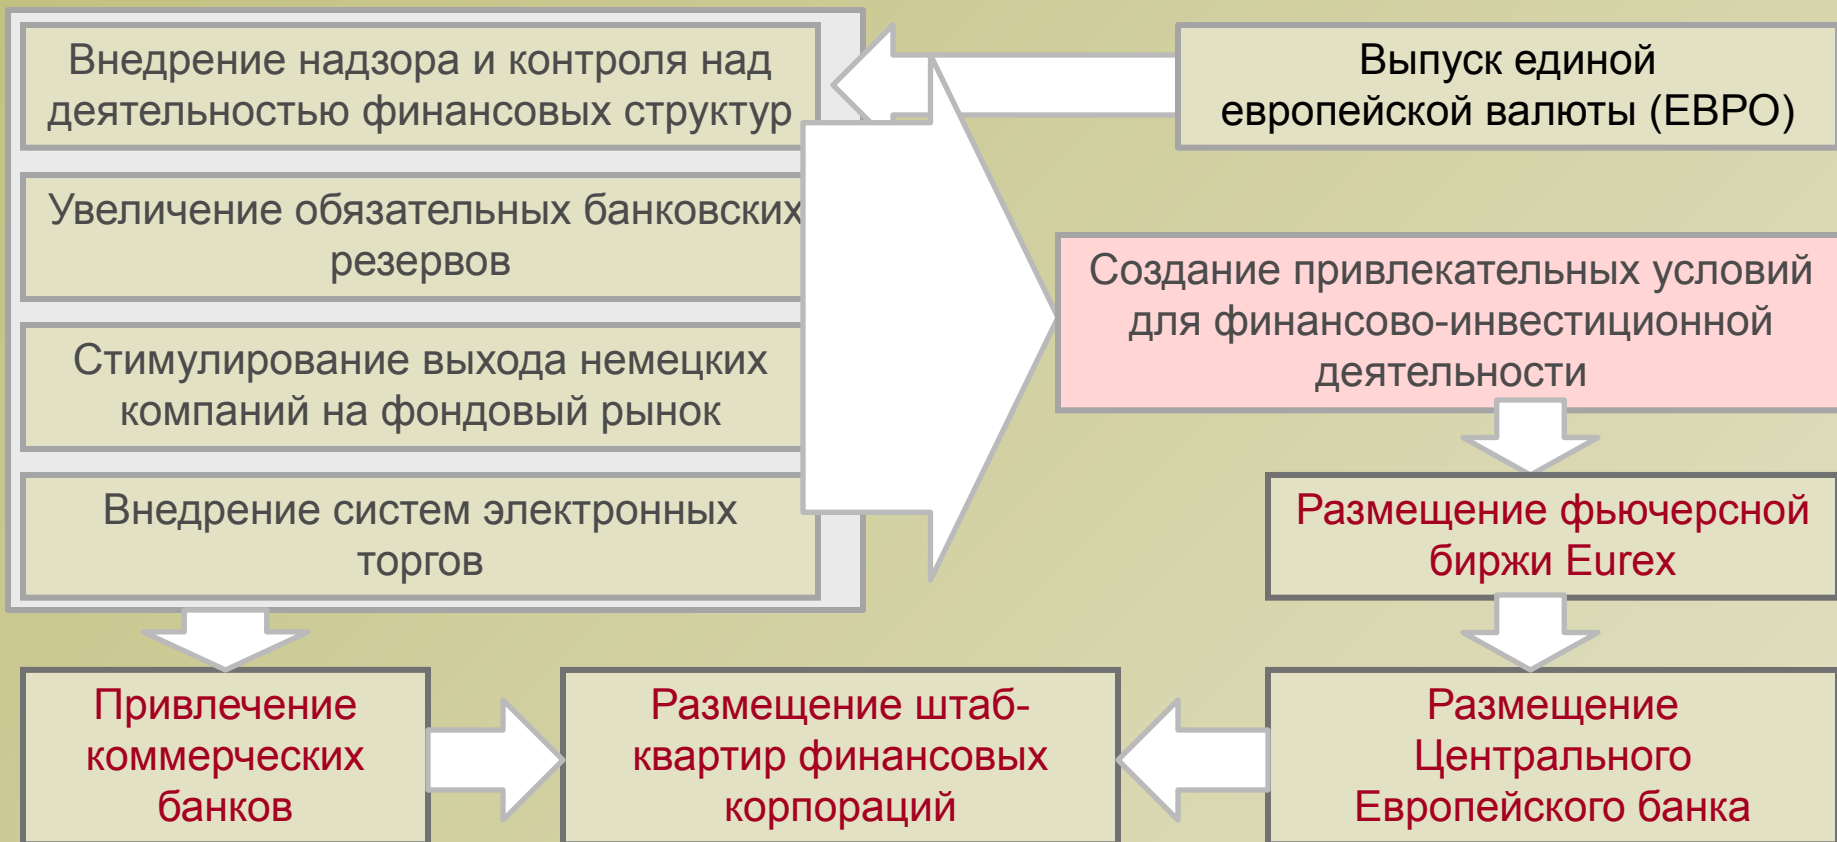 Внедрение надзора и контроля над
деятельностью финансовых структур
Увеличение обязательных банковских
резервов
Стимулирование выхода немецких
компаний на фондовый рынок
Внедрение систем электронных
торгов
Выпуск единой
европейской валюты (ЕВРО)
Создание привлекательных условий
для финансово-инвестиционной
деятельности
Размещение фьючерсной
биржи Eurex
Привлечение
коммерческих
банков
Размещение штаб-
квартир финансовых
корпораций
Размещение
Центрального
Европейского банка